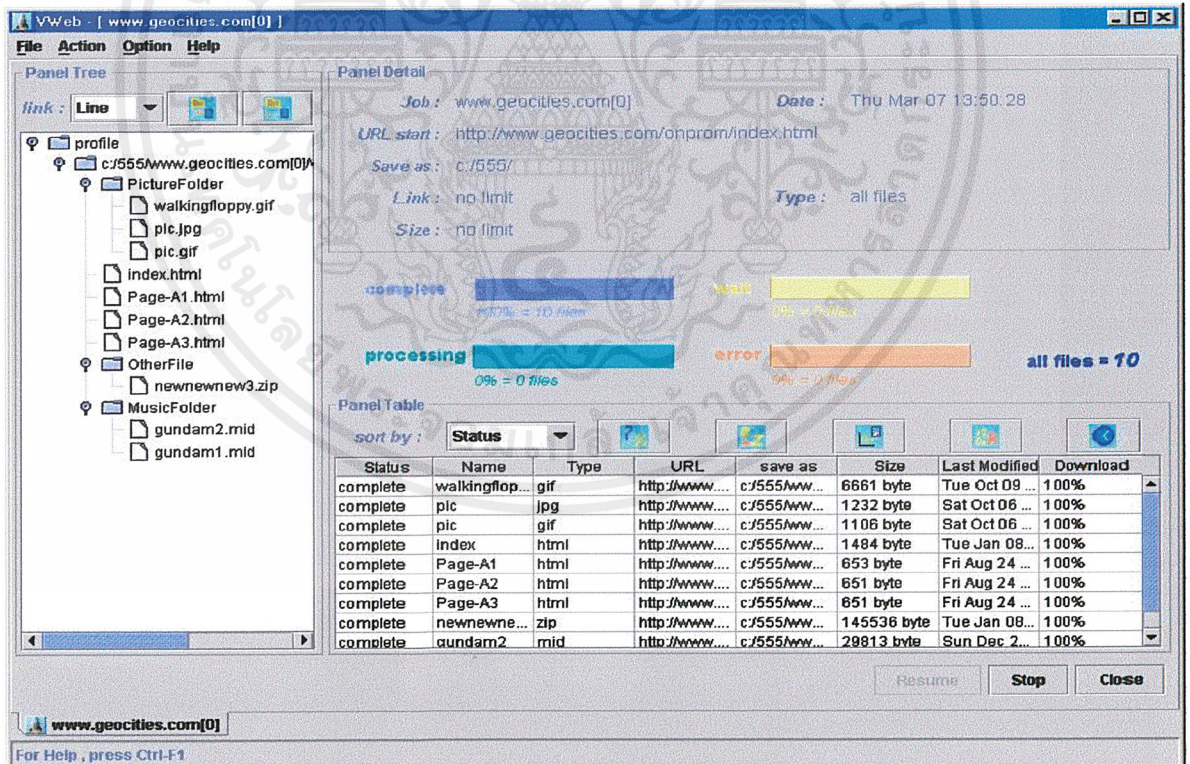 VWeb - [ www.geocities.com[0] ]
File Action Option Help
Panel Tree
link : Line
profile
c:/555/www.geocities.com[0]/
PictureFolder
walkingfloppy.gif
pic.jpg
pic.gif
index.html
Page-A1.html
Page-A2.html
Page-A3.html
OtherFile
newnewnew3.zip
MusicFolder
gundam2.mid
gundam1.mid
Panel Detail
Job : www.geocities.com[0] Date : Thu Mar 07 13:50:28
URL start : http://www.geocities.com/ohprom/index.html
Save as : c:/555/
Link : no limit Type : all files
Size : no limit
complete wait
100% = 10 files 0% = 0 files
processing error all files = 10
0% = 0 files 0% = 0 files
Panel Table
sort by : Status
Status Name Type URL save as Size Last Modified Download
complete walkingflop... gif http://www.... c:/555/ww... 6661 byte Tue Oct 09 ... 100%
complete pic jpg http://www.... c:/555/ww... 1232 byte Sat Oct 06 ... 100%
complete pic gif http://www.... c:/555/ww... 1106 byte Sat Oct 06 ... 100%
complete index html http://www.... c:/555/ww... 1484 byte Tue Jan 08... 100%
complete Page-A1 html http://www.... c:/555/ww... 653 byte Fri Aug 24 ... 100%
complete Page-A2 html http://www.... c:/555/ww... 651 byte Fri Aug 24 ... 100%
complete Page-A3 html http://www.... c:/555/ww... 651 byte Fri Aug 24 ... 100%
complete newnewne... zip http://www.... c:/555/ww... 145536 byte Tue Jan 08... 100%
complete gundam2 mid http://www.... c:/555/ww... 29813 byte Sun Dec 2... 100%
Resume Stop Close
www.geocities.com[0]
For Help , press Ctrl-F1